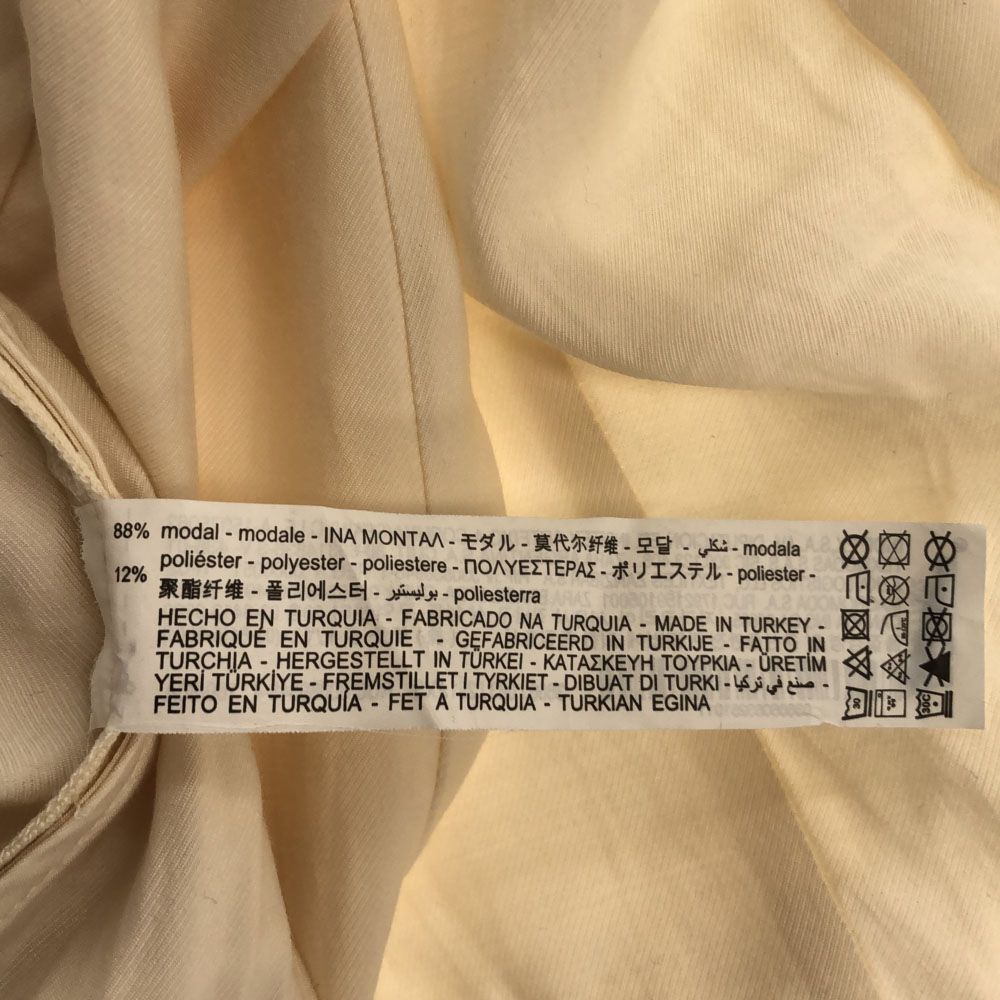 88% modal - modale - ΙΝΑ ΜΟΝΤΑΛ - モダル - 莫代尔纤维 - 모달 - شكلي - modala
12% poliéster - polyester - poliestere - ΠΟΛΥΕΣΤΕΡΑΣ - ポリエステル - poliester -
聚酯纤维 - 폴리에스터 - بوليستير - poliesterra
HECHO EN TURQUIA - FABRICADO NA TURQUIA - MADE IN TURKEY -
FABRIQUÉ EN TURQUIE - GEFABRICEERD IN TURKIJE - FATTO IN
TURCHIA - HERGESTELLT IN TÜRKEI - ΚΑΤΑΣΚΕΥΗ ΤΟΥΡΚΙΑ - ÜRETİM
YERİ TÜRKİYE - FREMSTILLET I TYRKIET - DIBUAT DI TURKI - صنع في تركيا -
FEITO EN TURQUÍA - FET A TURQUIA - TURKIAN EGINA